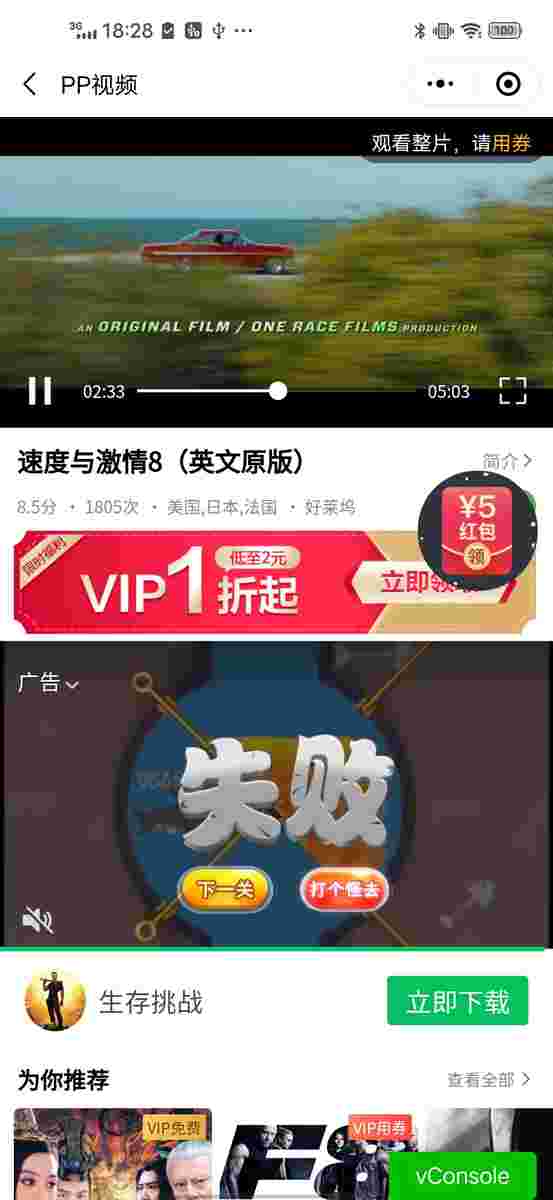 3G 18:28 100
PP视频
观看整片，请用券
AN ORIGINAL FILM / ONE RACE FILMS PRODUCTION
02:33 05:03
速度与激情8（英文原版）
简介
8.5分 · 1805次 · 美国,日本,法国 · 好莱坞
¥5
红包
领
限时福利
VIP1折起
低至2元
立即领
广告
失败
下一关 打个怪去
生存挑战
立即下载
为你推荐
查看全部
VIP免费
VIP用券
F8
vConsole